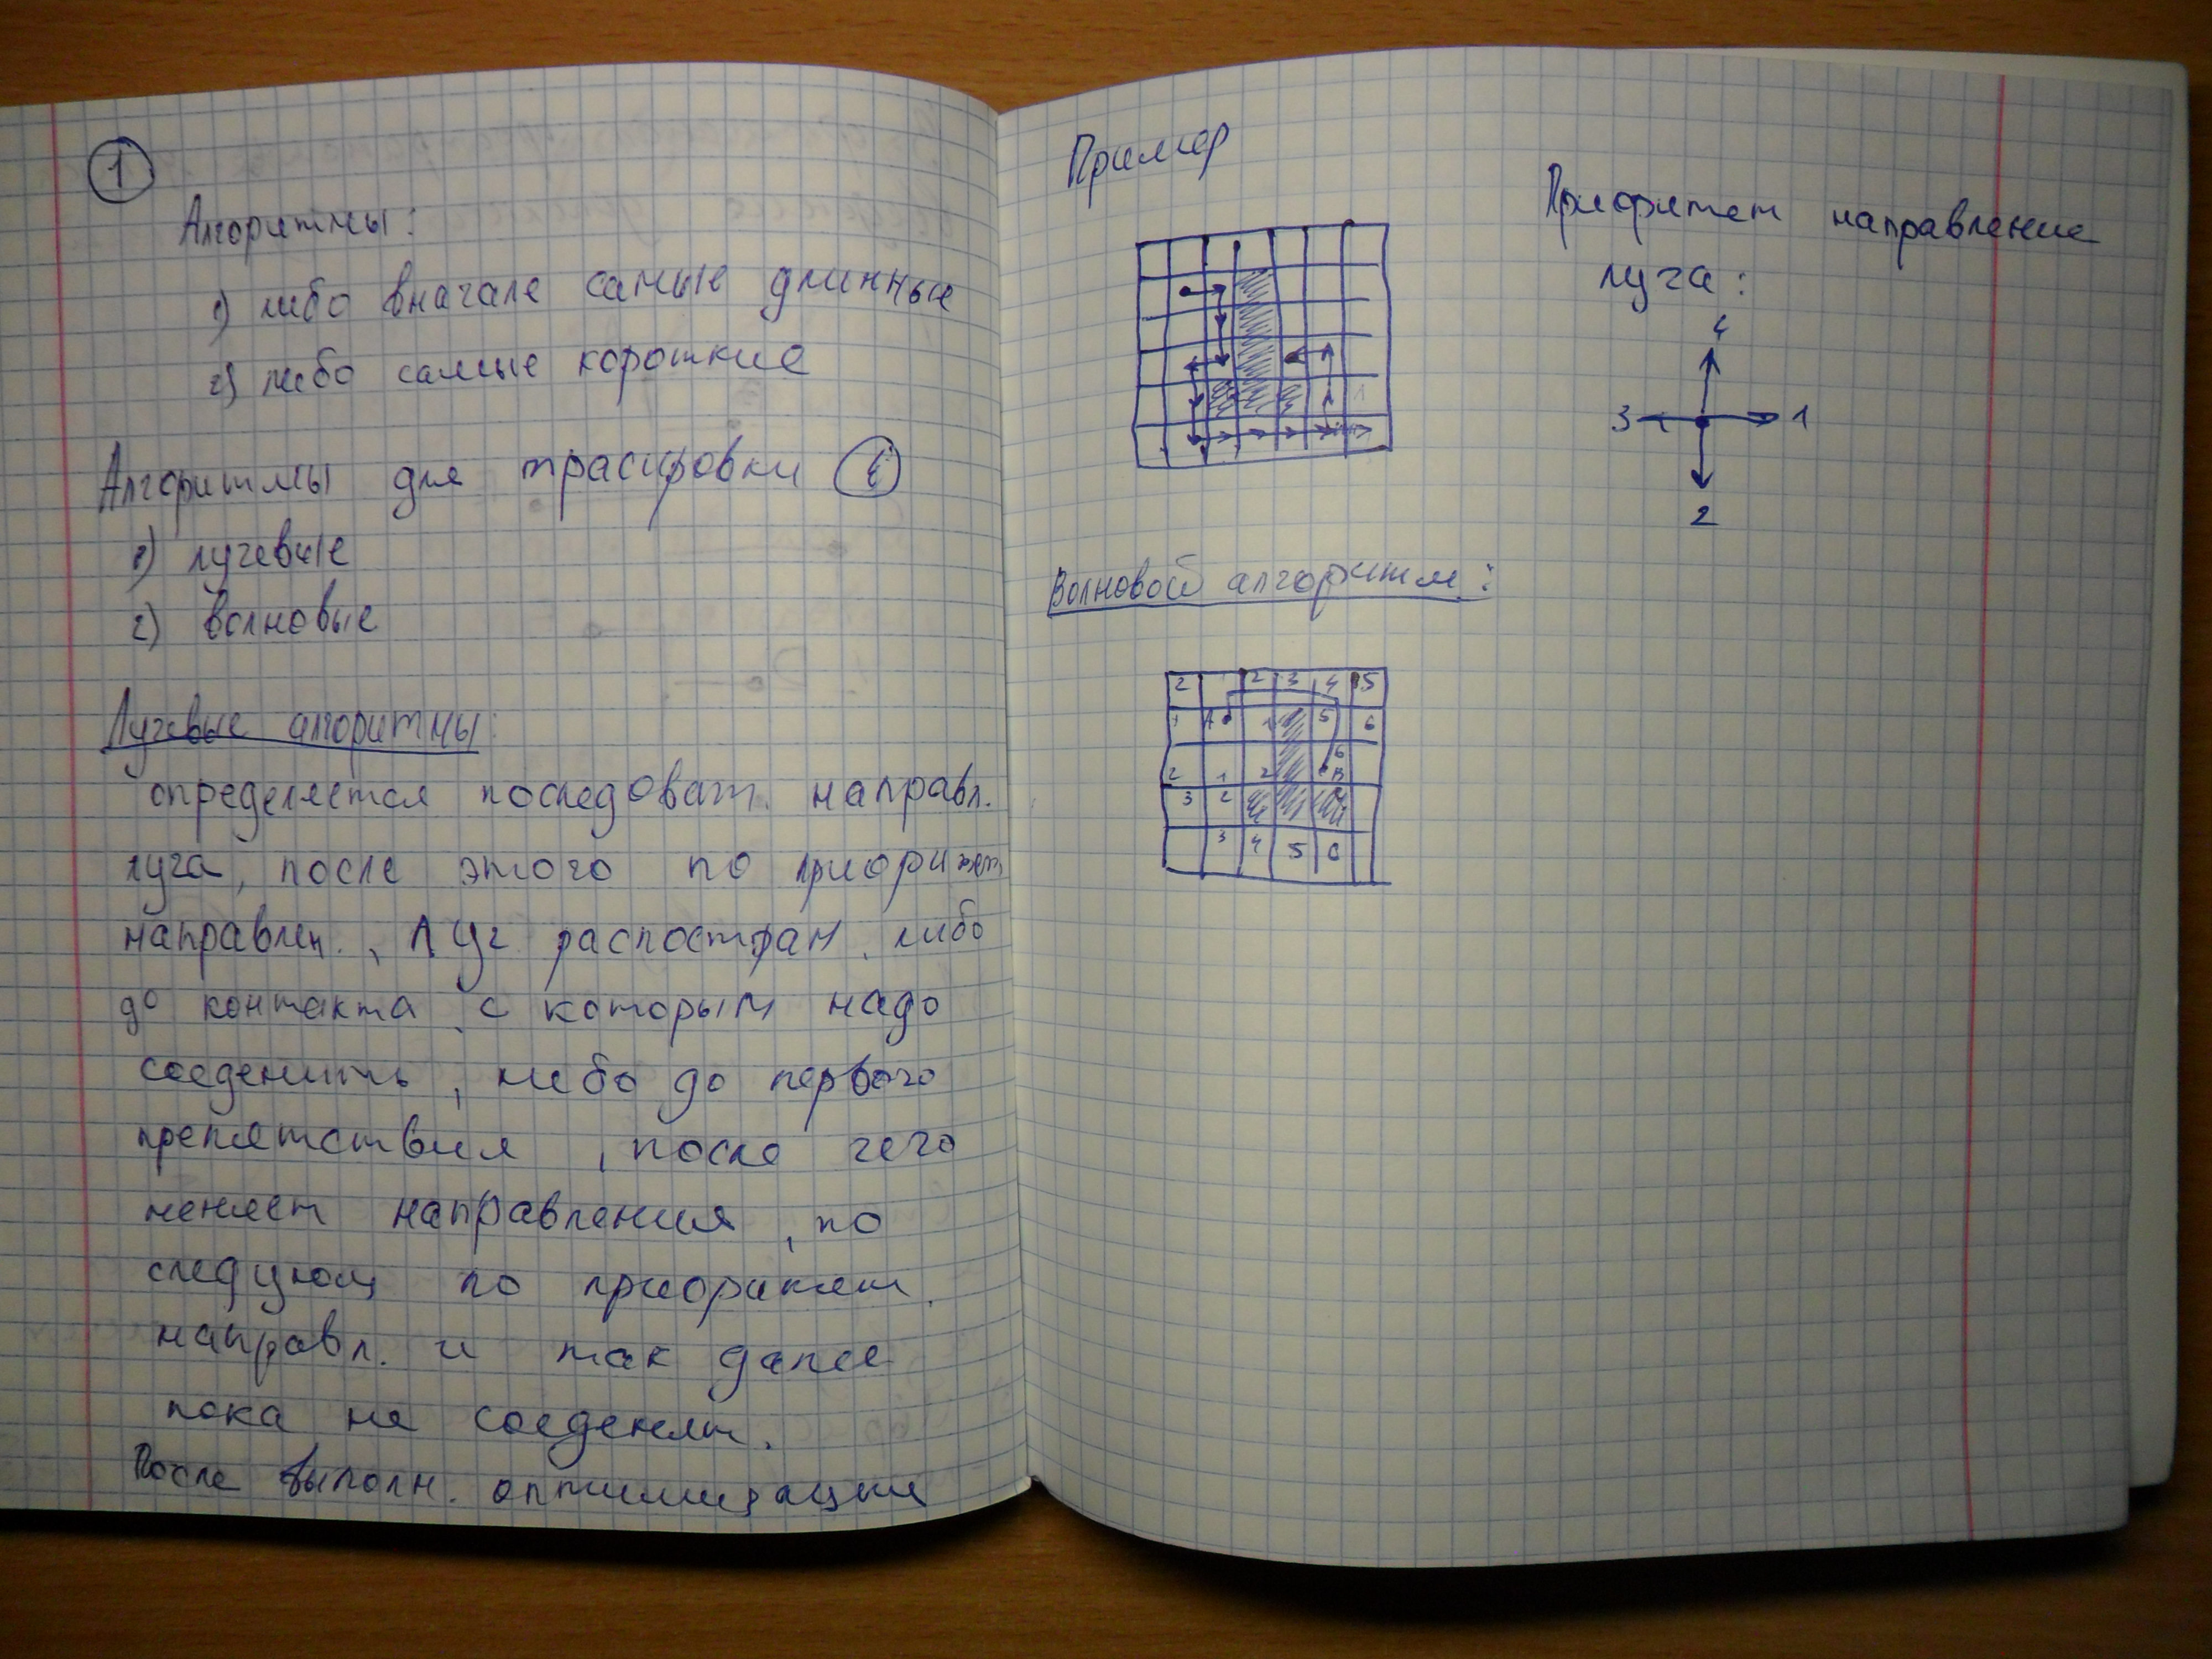 1
Алгоритмы:
1) либо вначале самые длинные
2) либо самые короткие
Алгоритмы для трасировки
1) лучевые
2) волновые
Лучевые алгоритмы:
определяется последоват. направл.
луча, после этого по приоритет.
направлен., луч распостран. либо
до контакта с которым надо
соеденить, либо до первого
препятствия, после чего
меняет направления, по
следующ по приоритет.
направл. и так далее
пока не соеденят.
После выполн. оптимизация
Пример
Приоритет направление
луча:
4
3 1
2
Волновой алгоритм:
2 2 3 4 5
1 A 1 5 6
6
2 1 2 B
3 2
3 4 5 6